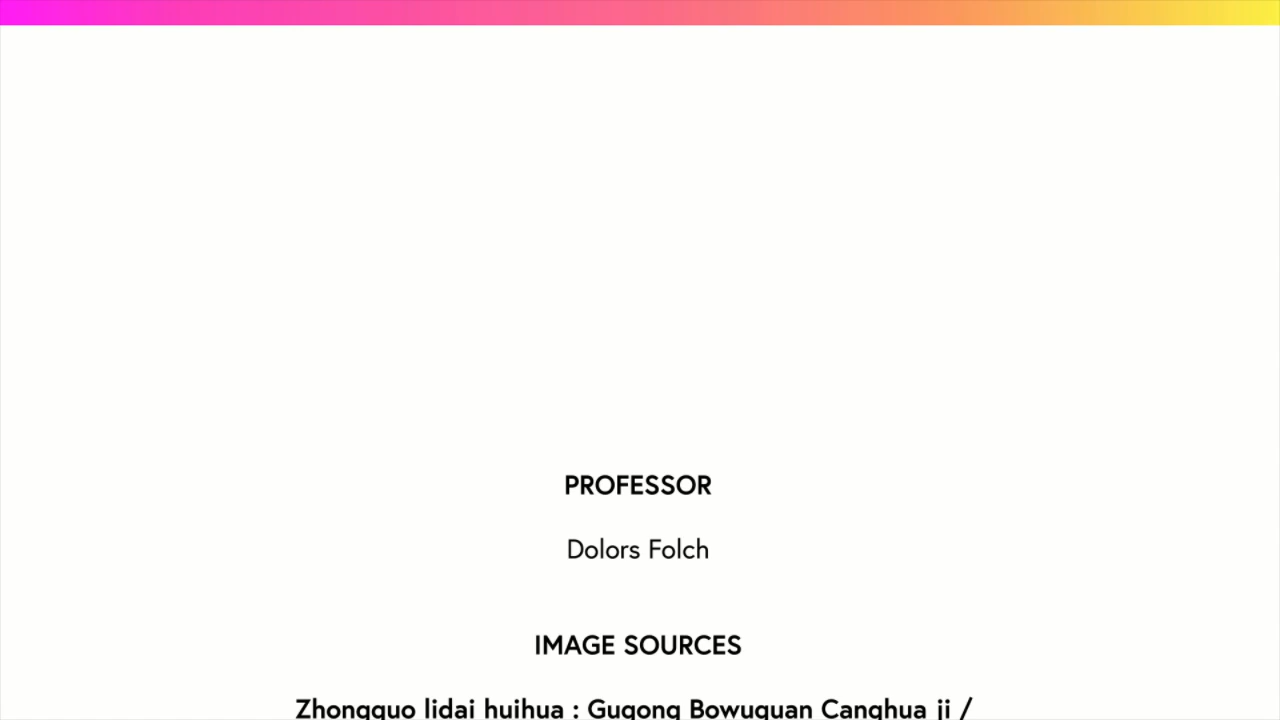 PROFESSOR
Dolors Folch
IMAGE SOURCES
Zhongguo lidai huihua : Gugong Bowuguan Canghua ji /